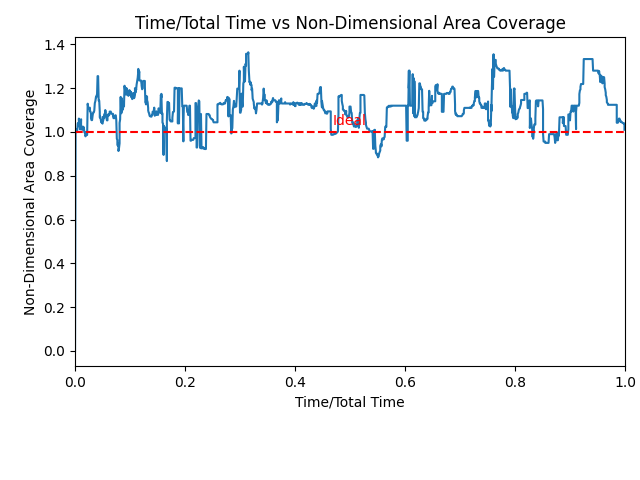 Time/Total Time vs Non-Dimensional Area Coverage
Non-Dimensional Area Coverage
1.4
1.2
1.0
0.8
0.6
0.4
0.2
0.0
Ideal
0.0 0.2 0.4 0.6 0.8 1.0
Time/Total Time